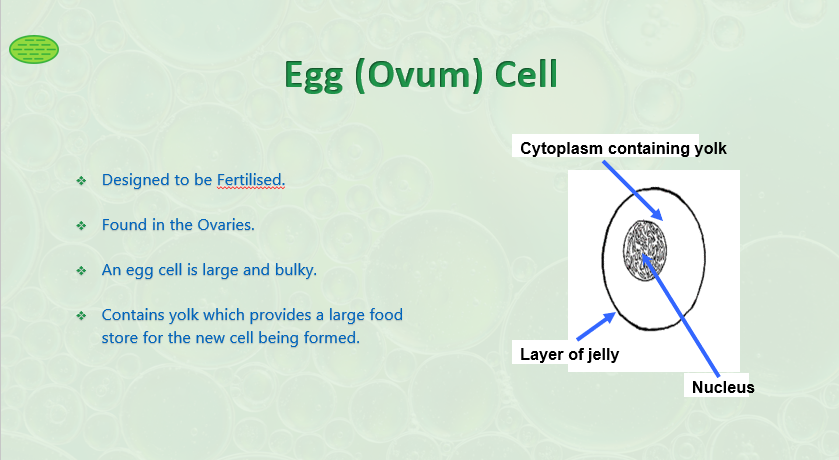 Egg (Ovum) Cell
Designed to be Fertilised.
Found in the Ovaries.
An egg cell is large and bulky.
Contains yolk which provides a large food
store for the new cell being formed.
Cytoplasm containing yolk
Layer of jelly
Nucleus